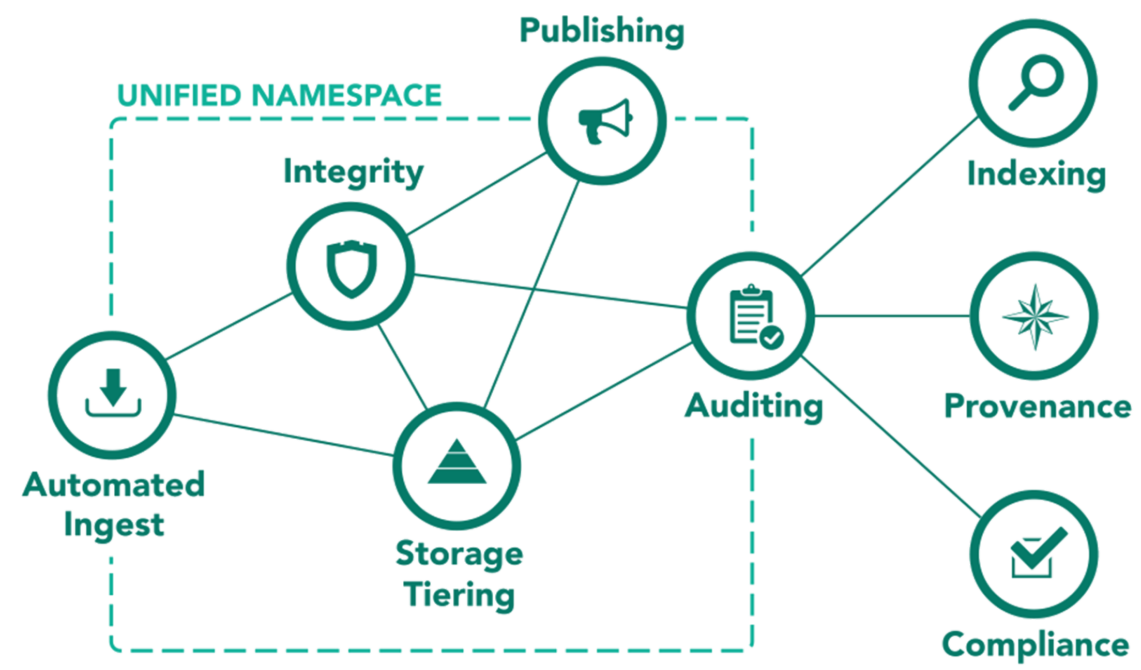 Publishing
UNIFIED NAMESPACE
Integrity
Indexing
Auditing
Provenance
Automated
Ingest
Storage
Tiering
Compliance